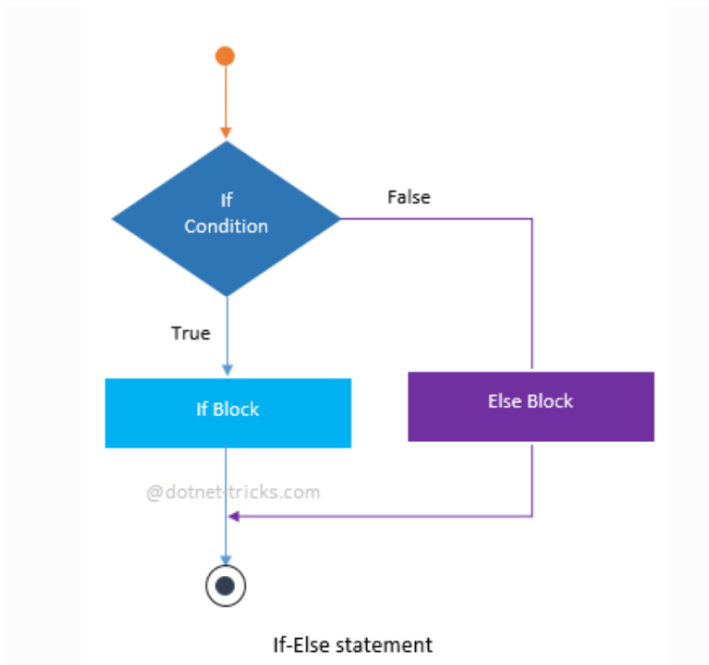 If
Condition
False
True
If Block
Else Block
@dotnet-tricks.com
If-Else statement